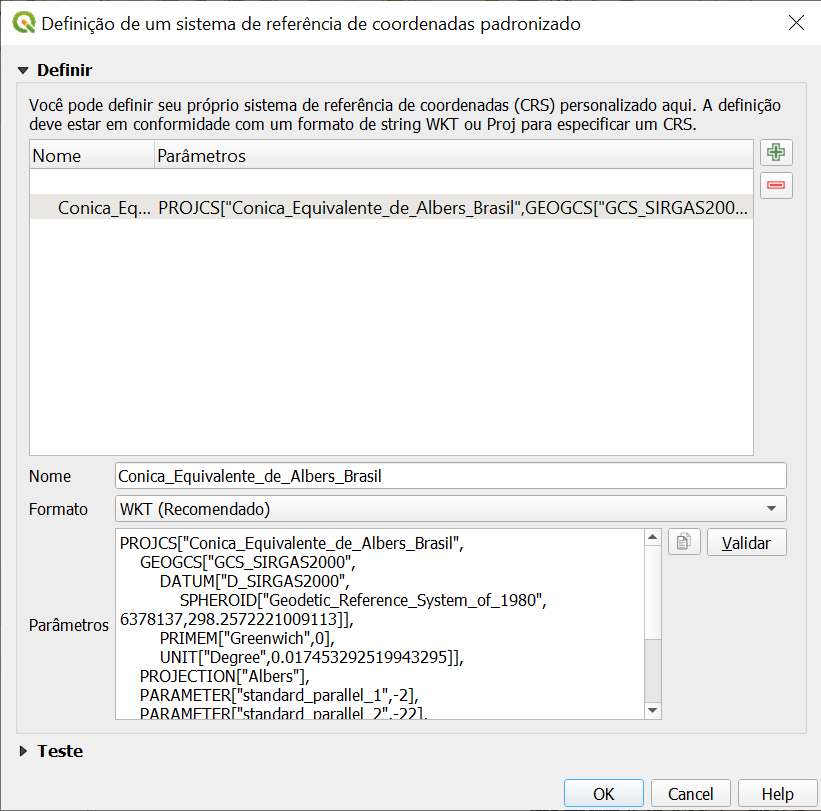 Definição de um sistema de referência de coordenadas padronizado
Definir
Você pode definir seu próprio sistema de referência de coordenadas (CRS) personalizado aqui. A definição
deve estar em conformidade com um formato de string WKT ou Proj para especificar um CRS.
Nome Parâmetros
Conica_Eq... PROJCS["Conica_Equivalente_de_Albers_Brasil",GEOGCS["GCS_SIRGAS200...
Nome Conica_Equivalente_de_Albers_Brasil
Formato WKT (Recomendado)
Parâmetros
PROJCS["Conica_Equivalente_de_Albers_Brasil",
GEOGCS["GCS_SIRGAS2000",
DATUM["D_SIRGAS2000",
SPHEROID["Geodetic_Reference_System_of_1980",
6378137,298.2572221009113]],
PRIMEM["Greenwich",0],
UNIT["Degree",0.017453292519943295]],
PROJECTION["Albers"],
PARAMETER["standard_parallel_1",-2],
PARAMETER["standard_parallel_2",-22],
Validar
Teste
OK Cancel Help